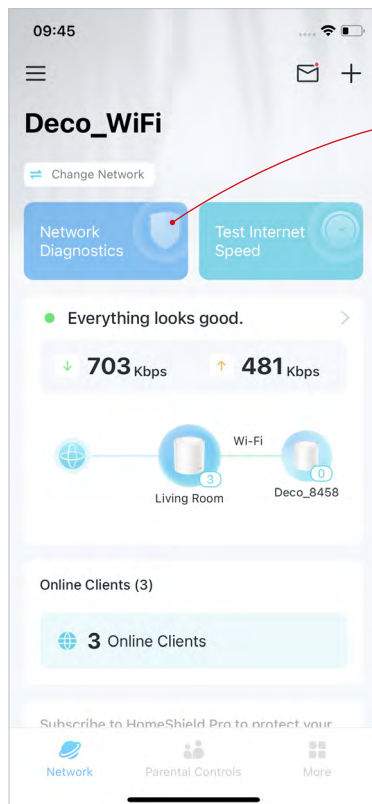 09:45
Deco_WiFi
Change Network
Network
Diagnostics
Test Internet
Speed
Everything looks good.
703 Kbps
481 Kbps
Wi-Fi
3
0
Living Room
Deco_8458
Online Clients (3)
3 Online Clients
Subscribe to HomeShield Pro to protect your
Network
Parental Controls
More